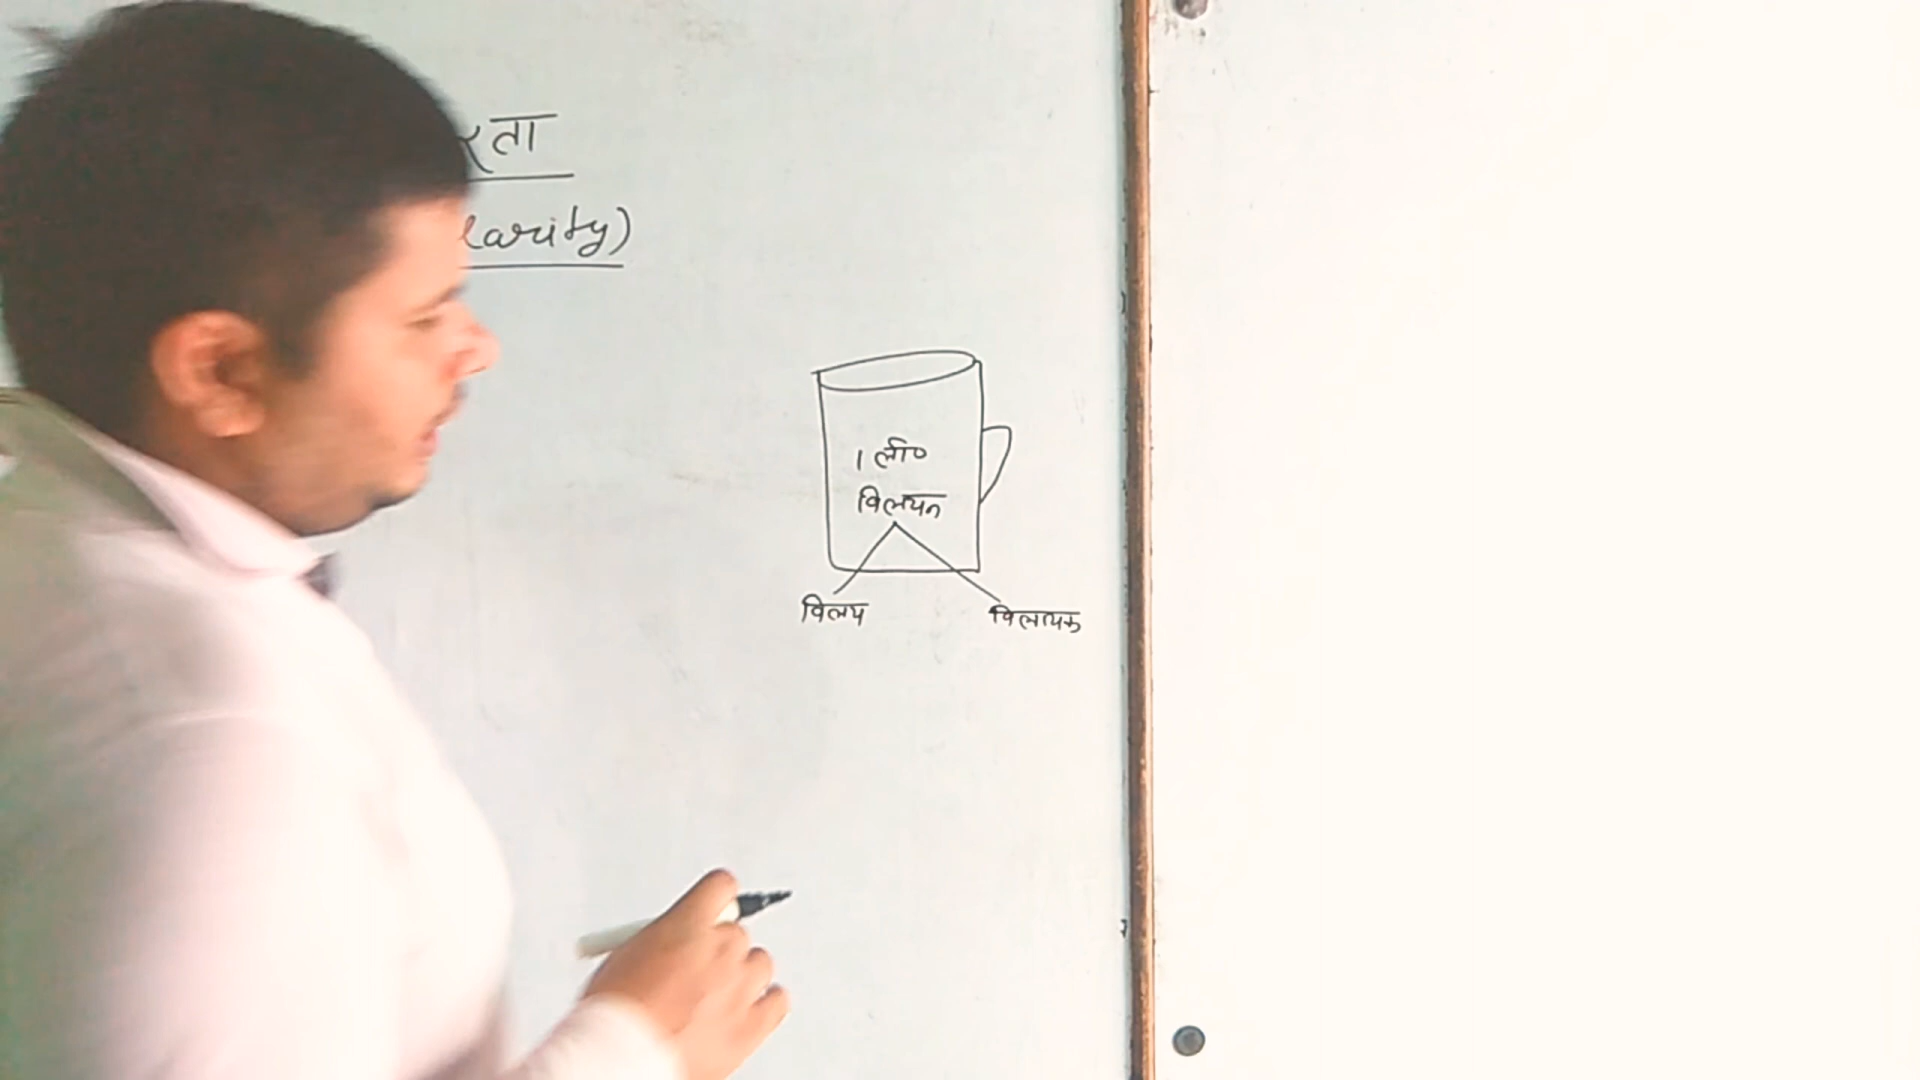 रता
larity)
1 ली०
विलयन
विलय
विलायक